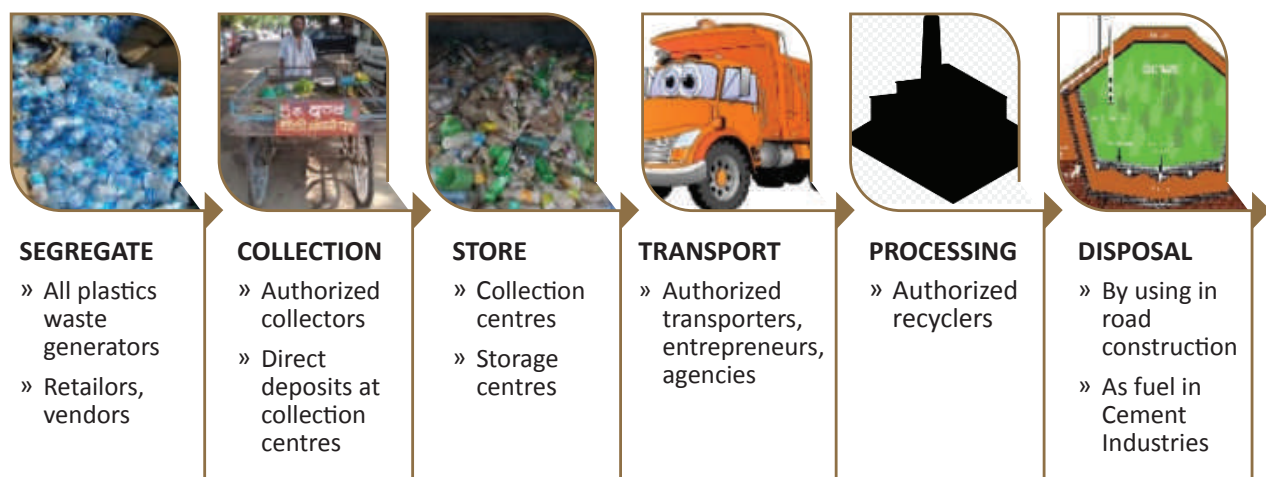 SEGREGATE
» All plastics
waste
generators
» Retailors,
vendors
COLLECTION
» Authorized
collectors
» Direct
deposits at
collection
centres
STORE
» Collection
centres
» Storage
centres
TRANSPORT
» Authorized
transporters,
entrepreneurs,
agencies
PROCESSING
» Authorized
recyclers
DISPOSAL
» By using in
road
construction
» As fuel in
Cement
Industries